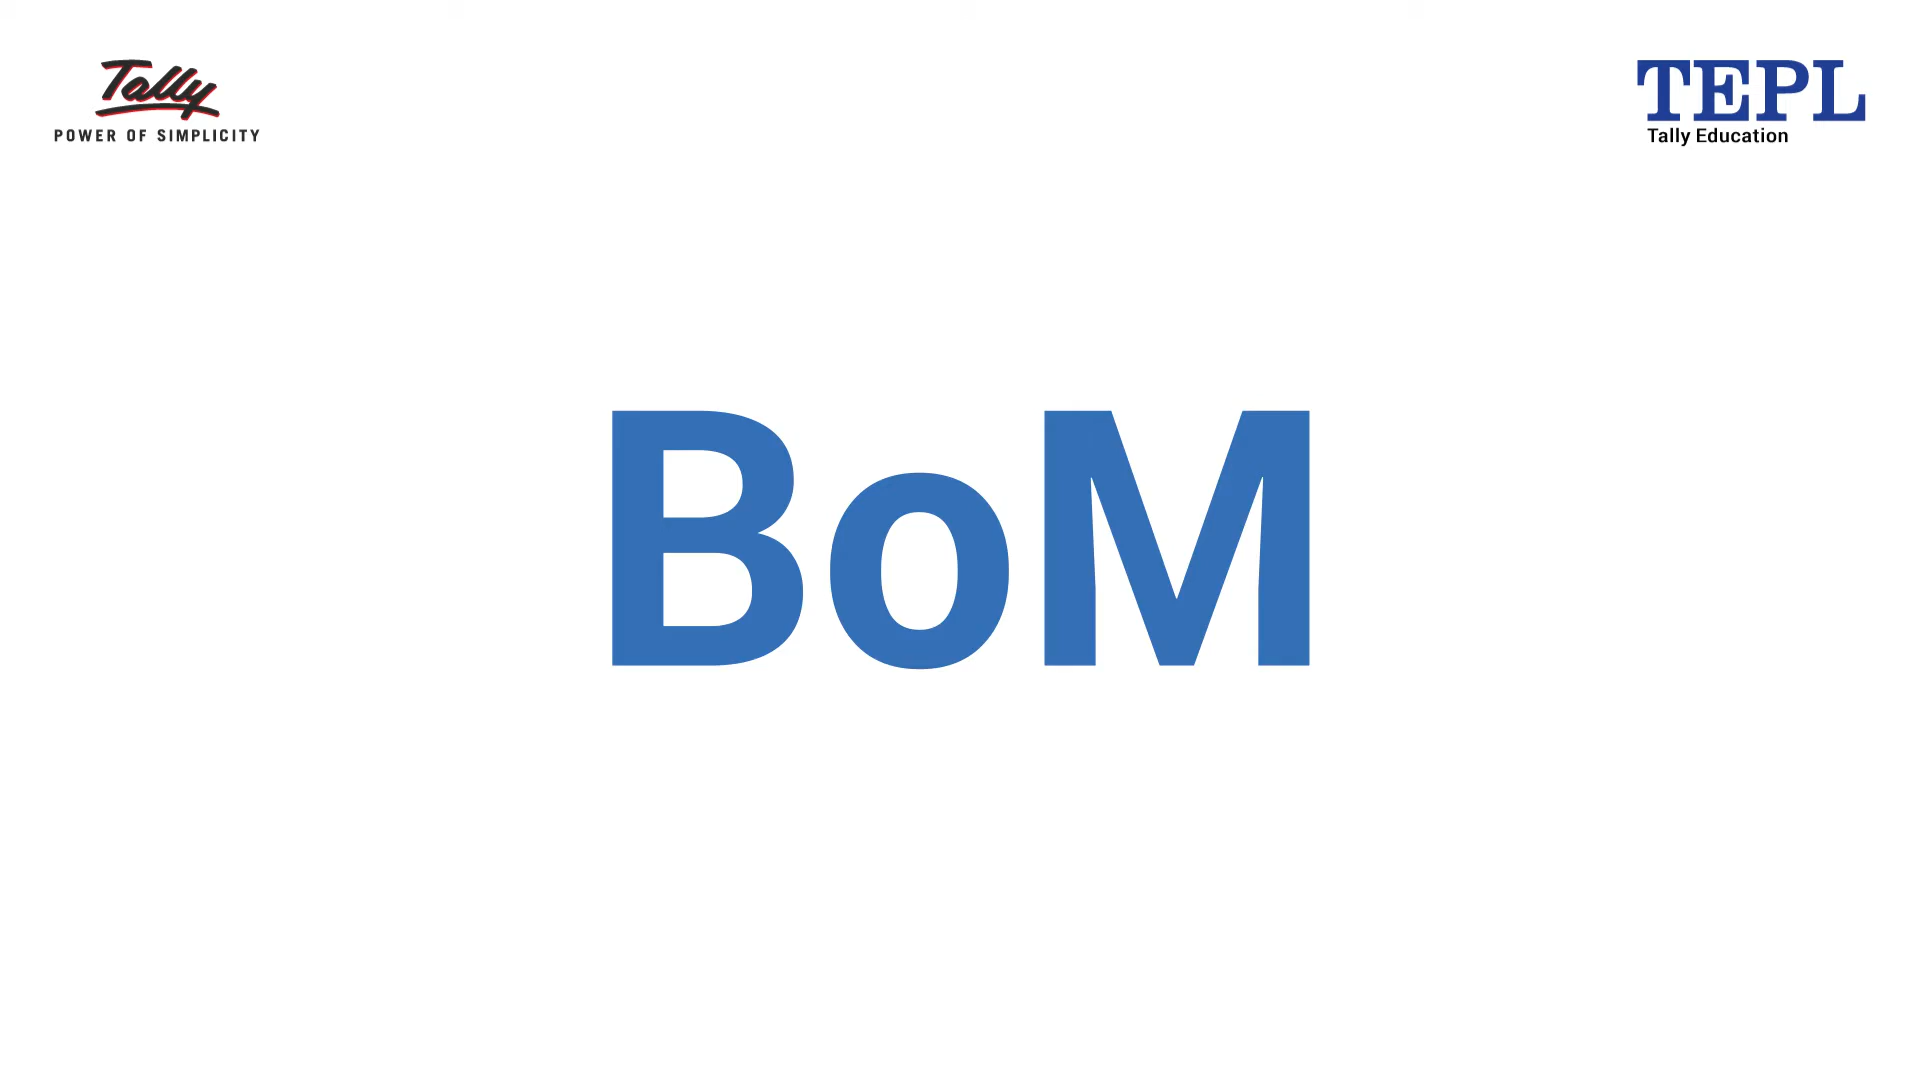 Tally
POWER OF SIMPLICITY
TEPL
Tally Education
BoM